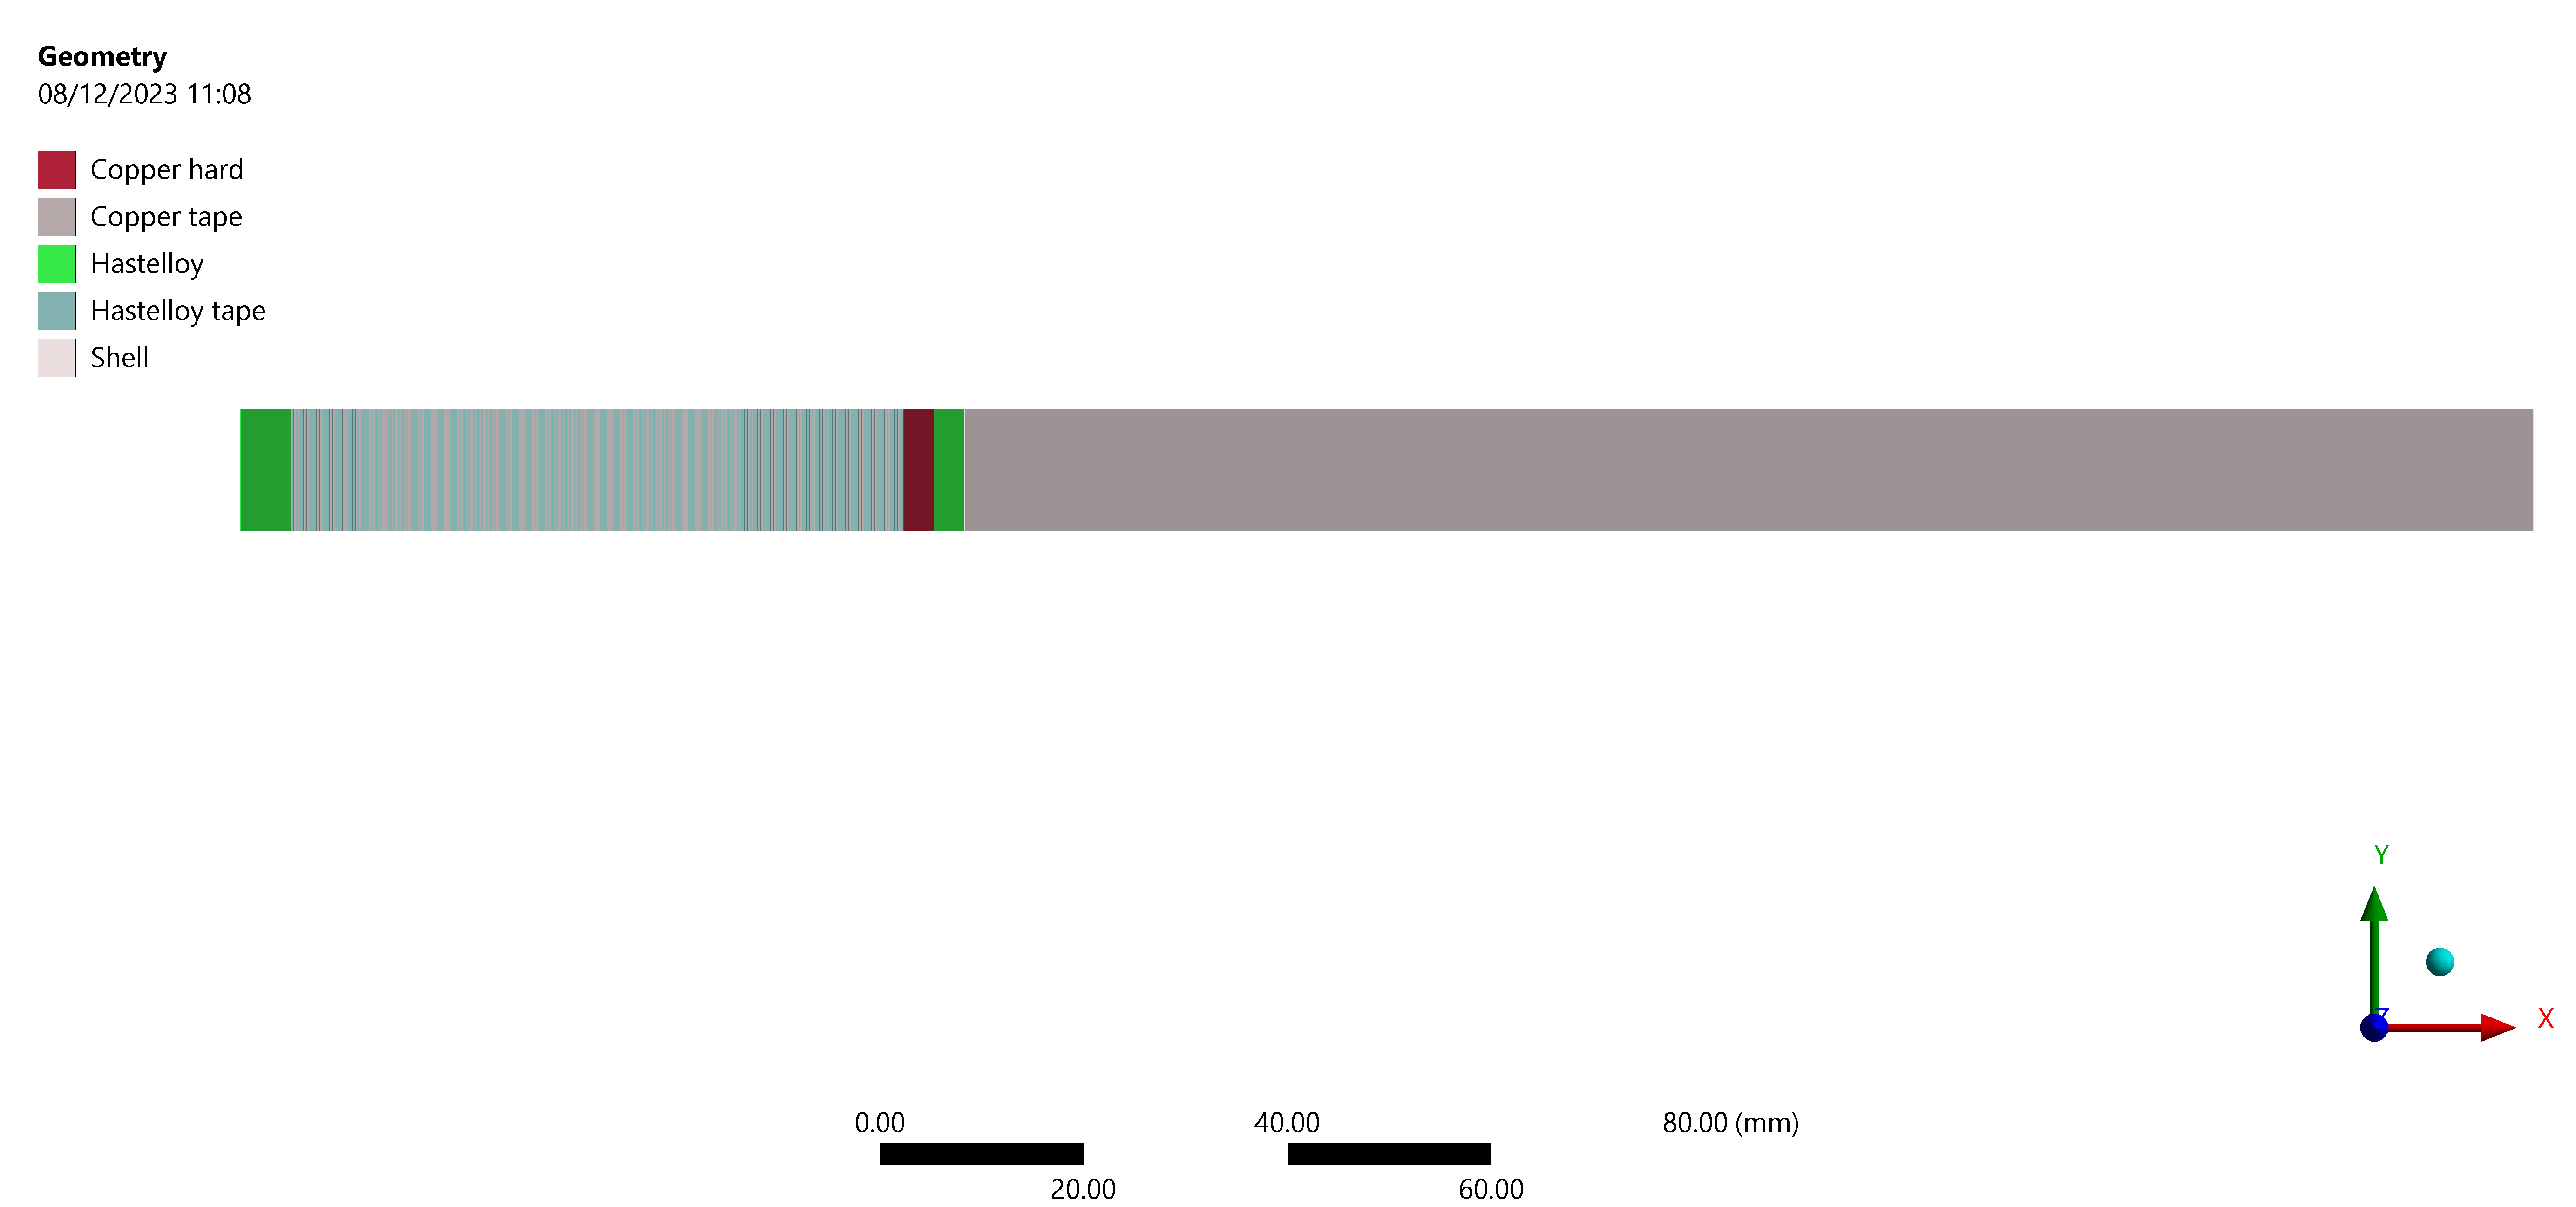 Geometry
08/12/2023 11:08
Copper hard
Copper tape
Hastelloy
Hastelloy tape
Shell
Y
Z
X
0.00 40.00 80.00 (mm)
20.00 60.00